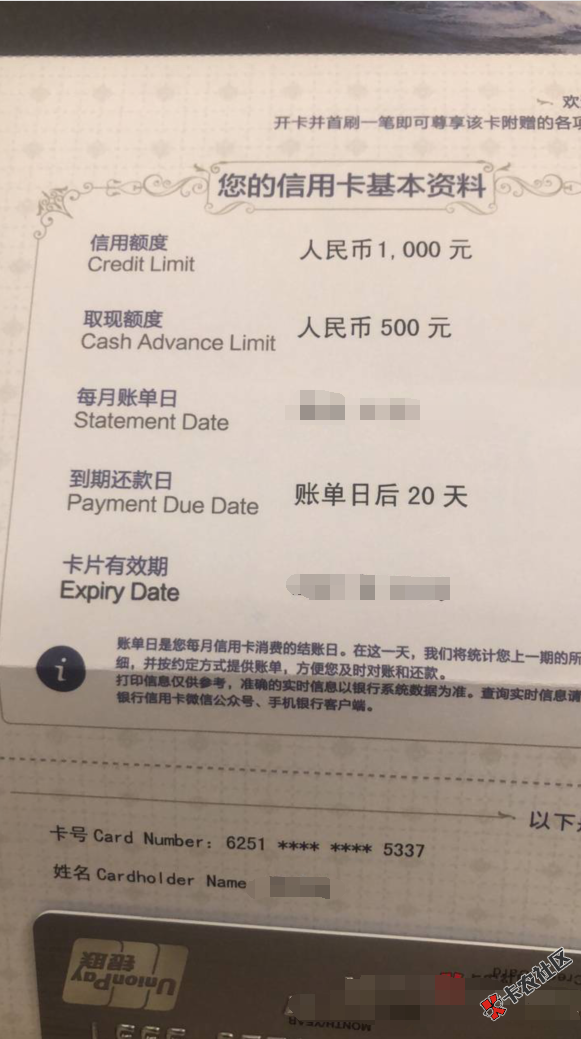 欢
开卡并首刷一笔即可尊享该卡附赠的各项
您的信用卡基本资料
信用额度 人民币1,000 元
Credit Limit
取现额度 人民币 500 元
Cash Advance Limit
每月账单日
Statement Date
到期还款日 账单日后 20 天
Payment Due Date
卡片有效期
Expiry Date
账单日是您每月信用卡消费的结账日。在这一天，我们将统计您上一期的所
细，并按约定方式提供账单，方便您及时对账和还款。
打印信息仅供参考，准确的实时信息以银行系统数据为准。查询实时信息请
银行信用卡微信公众号、手机银行客户端。
以下
卡号 Card Number: 6251 **** **** 5337
姓名 Cardholder Name
UnionPay
银联
MONTH/YEAR
卡农社区